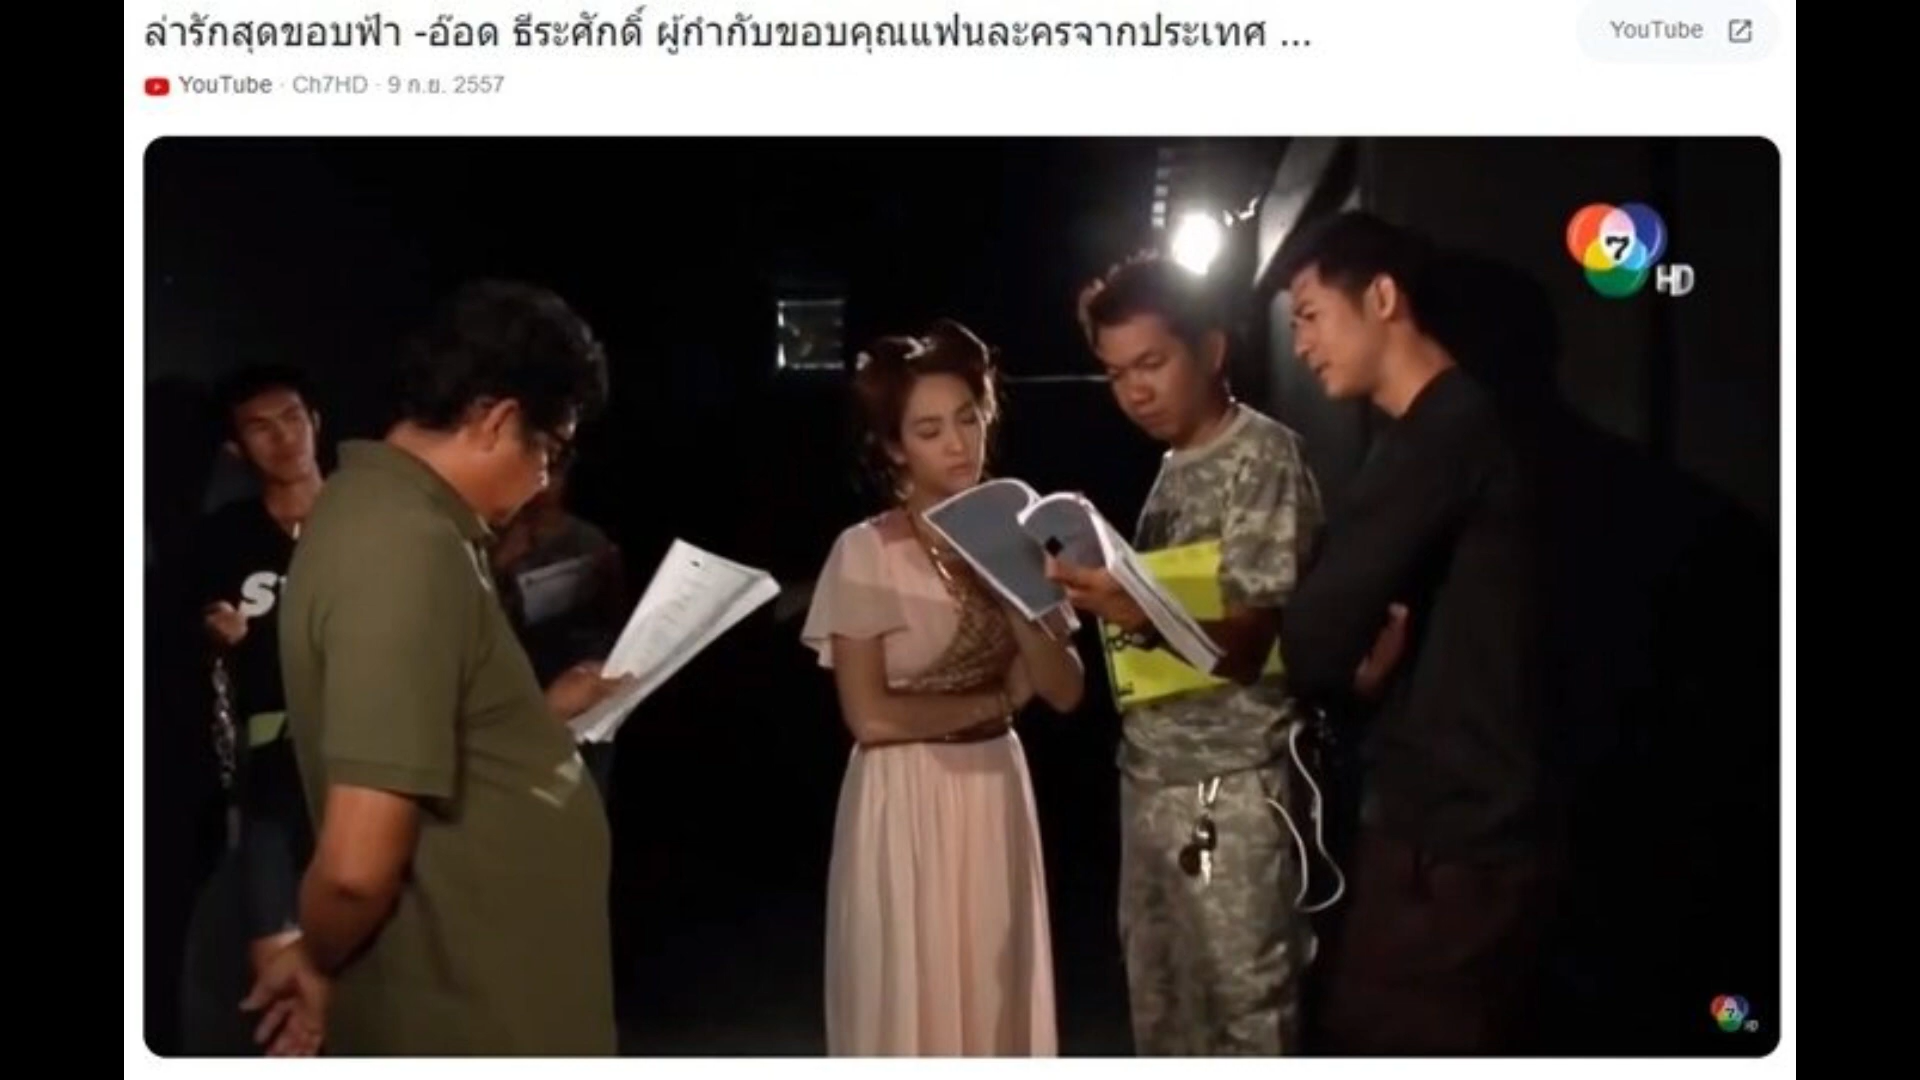 ล่ารักสุดขอบฟ้า -อ๊อด ธีระศักดิ์ ผู้กำกับขอบคุณแฟนละครจากประเทศ ...
YouTube
YouTube · Ch7HD · 9 ก.ย. 2557
7 HD
7 HD